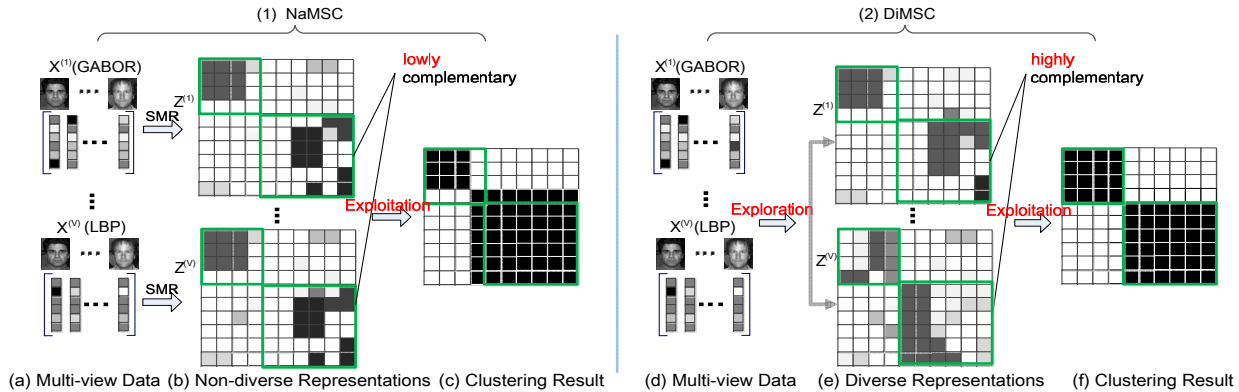 (1) NaMSC
X(1)(GABOR)
SMR
Z(1)
lowly
complementary
X(V)(LBP)
SMR
Z(V)
Exploitation
(a) Multi-view Data (b) Non-diverse Representations (c) Clustering Result
(2) DiMSC
X(1)(GABOR)
Z(1)
highly
complementary
Exploration
X(V)(LBP)
Z(V)
Exploitation
(d) Multi-view Data (e) Diverse Representations (f) Clustering Result